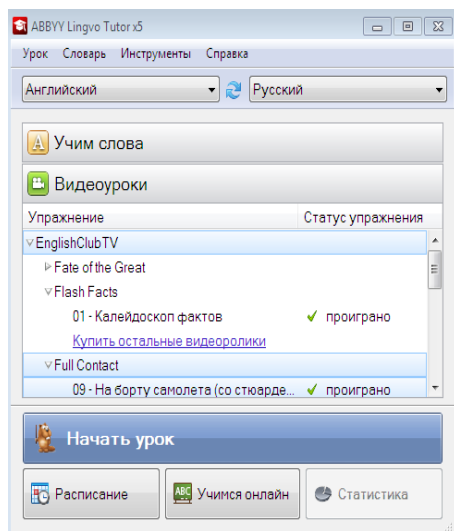 ABBYY Lingvo Tutor x5
Урок Словарь Инструменты Справка
Английский Русский
Учим слова
Видеоуроки
Упражнение Статус упражнения
EnglishClubTV
Fate of the Great
Flash Facts
01 - Калейдоскоп фактов проиграно
Купить остальные видеоролики
Full Contact
09 - На борту самолета (со стюарде... проиграно
Начать урок
Расписание ABC Учимся онлайн Статистика